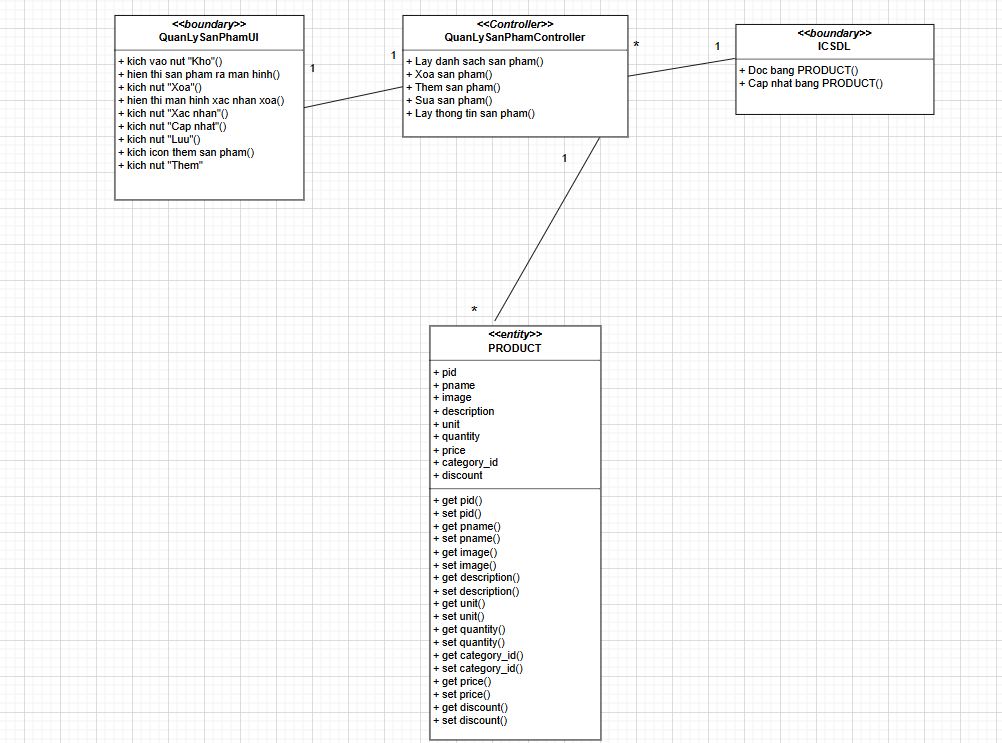 <<boundary>>
QuanLySanPhamUI
+ kich vao nut "Kho"()
+ hien thi san pham ra man hinh()
+ kich nut "Xoa"()
+ hien thi man hinh xac nhan xoa()
+ kich nut "Xac nhan"()
+ kich nut "Cap nhat"()
+ kich nut "Luu"()
+ kich icon them san pham()
+ kich nut "Them"
1
1
<<Controller>>
QuanLySanPhamController
+ Lay danh sach san pham()
+ Xoa san pham()
+ Them san pham()
+ Sua san pham()
+ Lay thong tin san pham()
*
1
<<boundary>>
ICSDL
+ Doc bang PRODUCT()
+ Cap nhat bang PRODUCT()
1
*
<<entity>>
PRODUCT
+ pid
+ pname
+ image
+ description
+ unit
+ quantity
+ price
+ category_id
+ discount
+ get pid()
+ set pid()
+ get pname()
+ set pname()
+ get image()
+ set image()
+ get description()
+ set description()
+ get unit()
+ set unit()
+ get quantity()
+ set quantity()
+ get category_id()
+ set category_id()
+ get price()
+ set price()
+ get discount()
+ set discount()